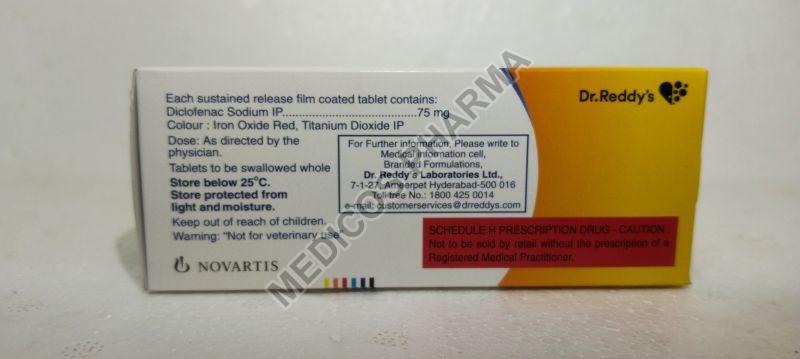 Each sustained release film coated tablet contains:
Diclofenac Sodium IP..........................................75 mg
Colour : Iron Oxide Red, Titanium Dioxide IP
Dose: As directed by the
physician.
Tablets to be swallowed whole
Store below 25°C.
Store protected from
light and moisture.
Keep out of reach of children.
Warning: "Not for veterinary use"
NOVARTIS
For Further information, Please write to
Medical information cell,
Branded Formulations,
Dr. Reddy's Laboratories Ltd.,
7-1-27, Ameerpet Hyderabad-500 016
Toll-free No.: 1800 425 0014
e-mail: customerservices@drreddys.com
Dr.Reddy's
SCHEDULE H PRESCRIPTION DRUG - CAUTION :
Not to be sold by retail without the prescription of a
Registered Medical Practitioner.
MEDICOS PHARMA